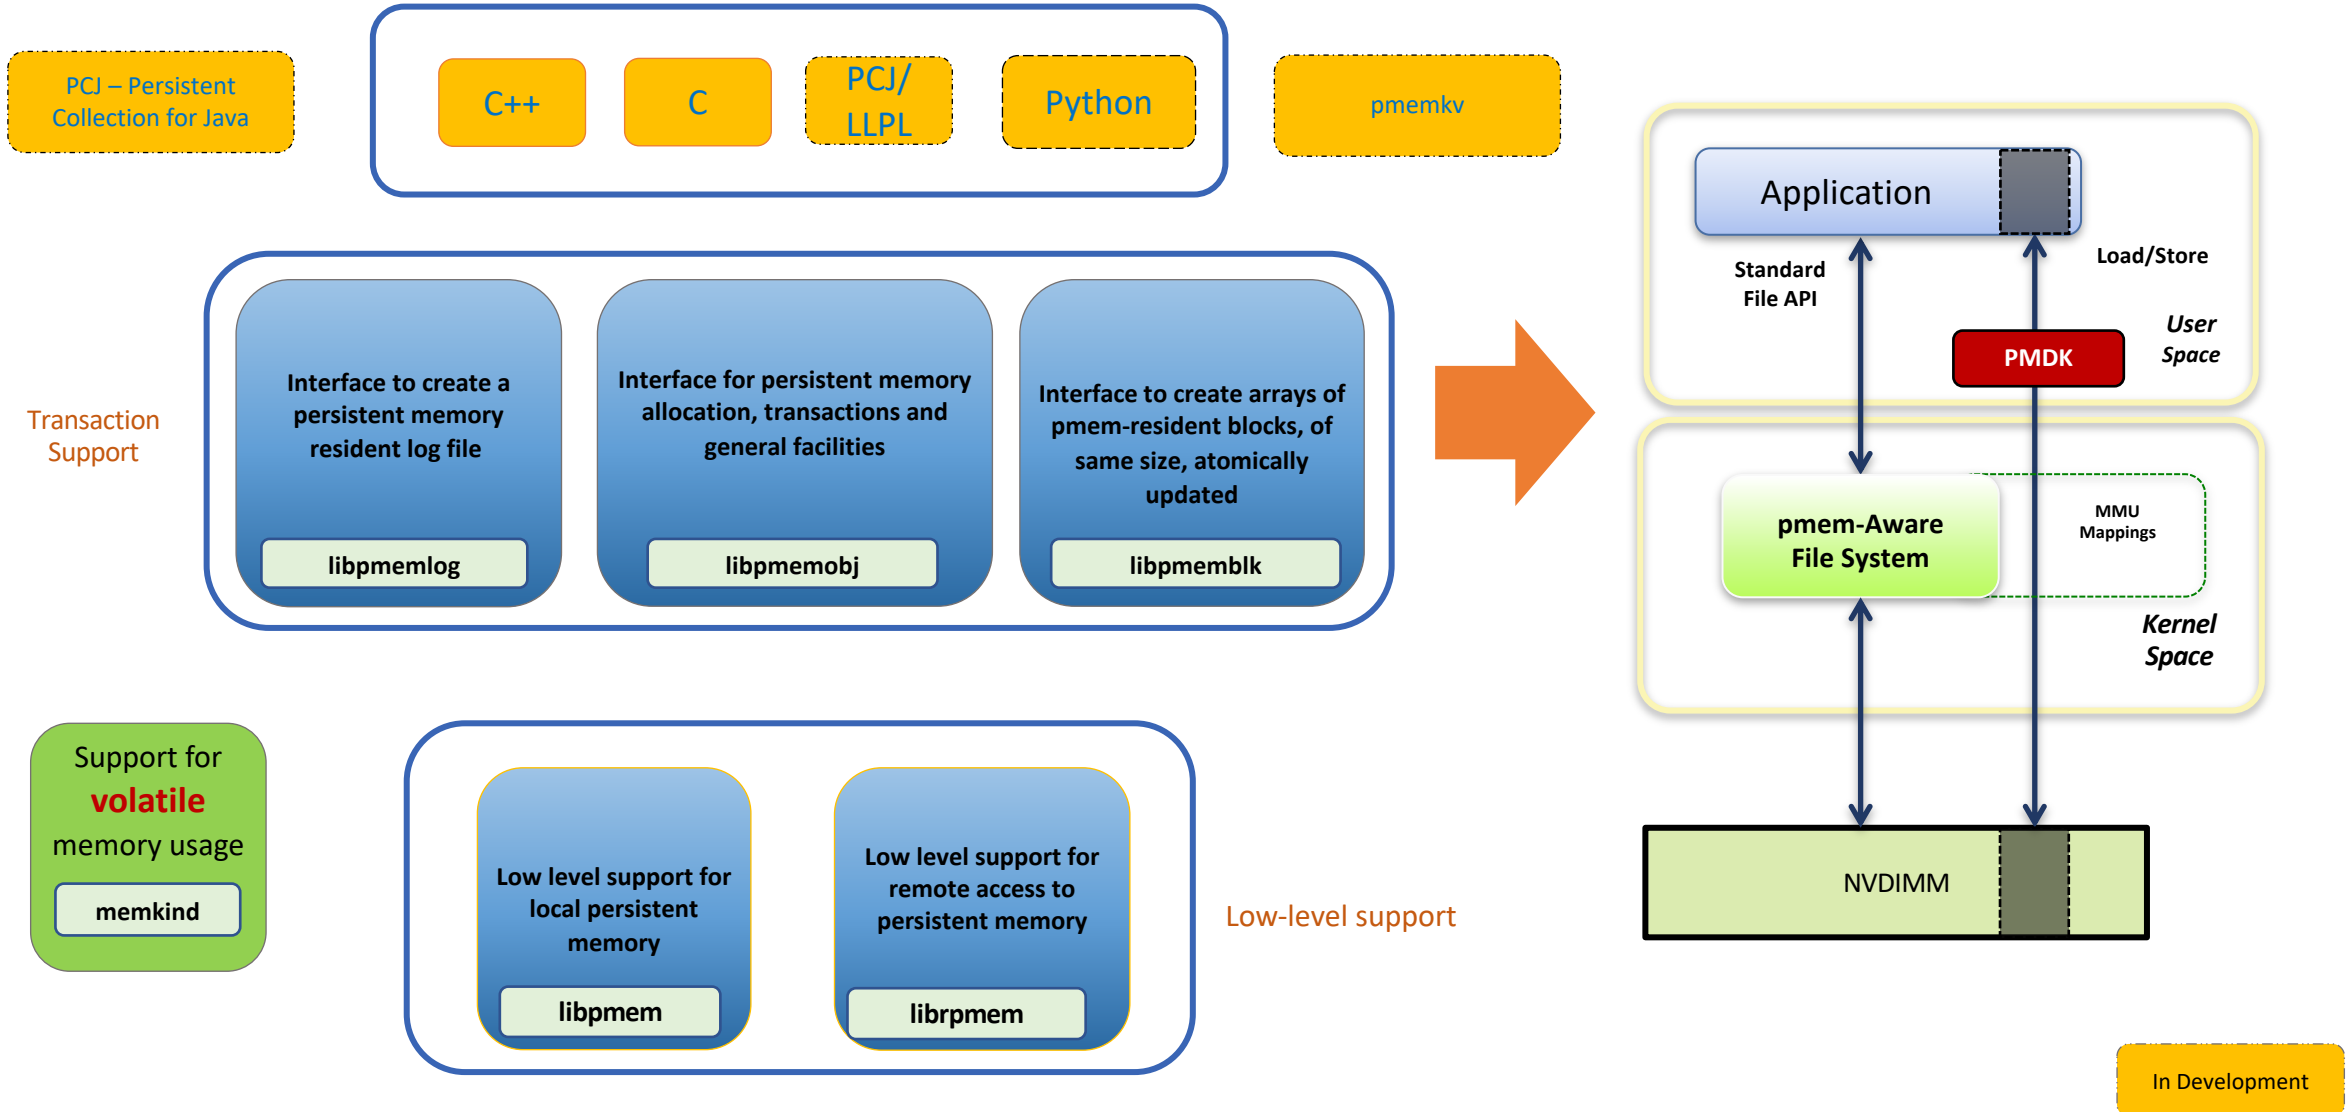 PCJ – Persistent
Collection for Java
C++
C
PCJ/
LLPL
Python
pmemkv
Transaction
Support
Interface to create a
persistent memory
resident log file
libpmemlog
Interface for persistent memory
allocation, transactions and
general facilities
libpmemobj
Interface to create arrays of
pmem-resident blocks, of
same size, atomically
updated
libpmemblk
Support for
volatile
memory usage
memkind
Low level support for
local persistent
memory
libpmem
Low level support for
remote access to
persistent memory
librpmem
Low-level support
Application
Standard
File API
Load/Store
User
Space
PMDK
pmem-Aware
File System
MMU
Mappings
Kernel
Space
NVDIMM
In Development